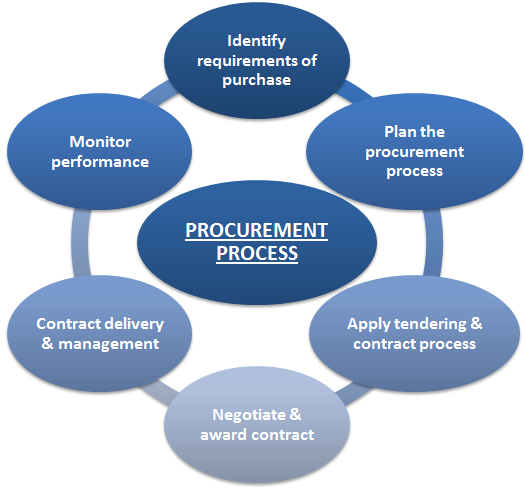 Identify
requirements of
purchase
Plan the
procurement
process
Apply tendering &
contract process
Negotiate &
award contract
Contract delivery
& management
Monitor
performance
PROCUREMENT
PROCESS